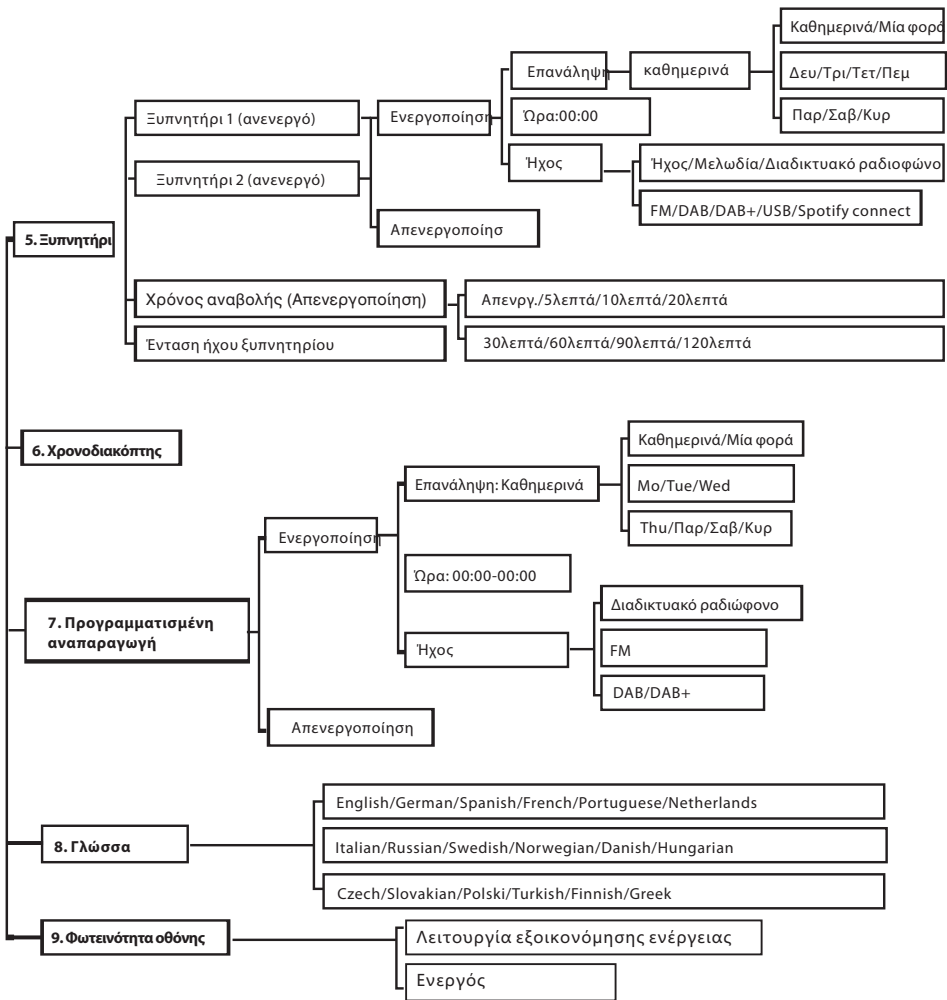 Καθημερινά/Μία φορά
Επανάληψη
καθημερινά
Δευ/Τρι/Τετ/Πεμ
Ξυπνητήρι 1 (ανενεργό)
Ενεργοποίηση
Ώρα:00:00
Παρ/Σαβ/Κυρ
Ξυπνητήρι 2 (ανενεργό)
Ήχος
Ήχος/Μελωδία/Διαδικτυακό ραδιοφώνο
FM/DAB/DAB+/USB/Spotify connect
5. Ξυπνητήρι
Απενεργοποίησ
Χρόνος αναβολής (Απενεργοποίηση)
Απενργ./5λεπτά/10λεπτά/20λεπτά
Ένταση ήχου ξυπνητηρίου
30λεπτά/60λεπτά/90λεπτά/120λεπτά
6. Χρονοδιακόπτης
Καθημερινά/Μία φορά
Επανάληψη: Καθημερινά
Mo/Tue/Wed
Ενεργοποίηση
Thu/Παρ/Σαβ/Κυρ
Ώρα: 00:00-00:00
7. Προγραμματισμένη
αναπαραγωγή
Διαδικτυακό ραδιώφονο
Ήχος
FM
DAB/DAB+
Απενεργοποίηση
English/German/Spanish/French/Portuguese/Netherlands
8. Γλώσσα
Italian/Russian/Swedish/Norwegian/Danish/Hungarian
Czech/Slovakian/Polski/Turkish/Finnish/Greek
9. Φωτεινότητα οθόνης
Λειτουργία εξοικονόμησης ενέργειας
Ενεργός